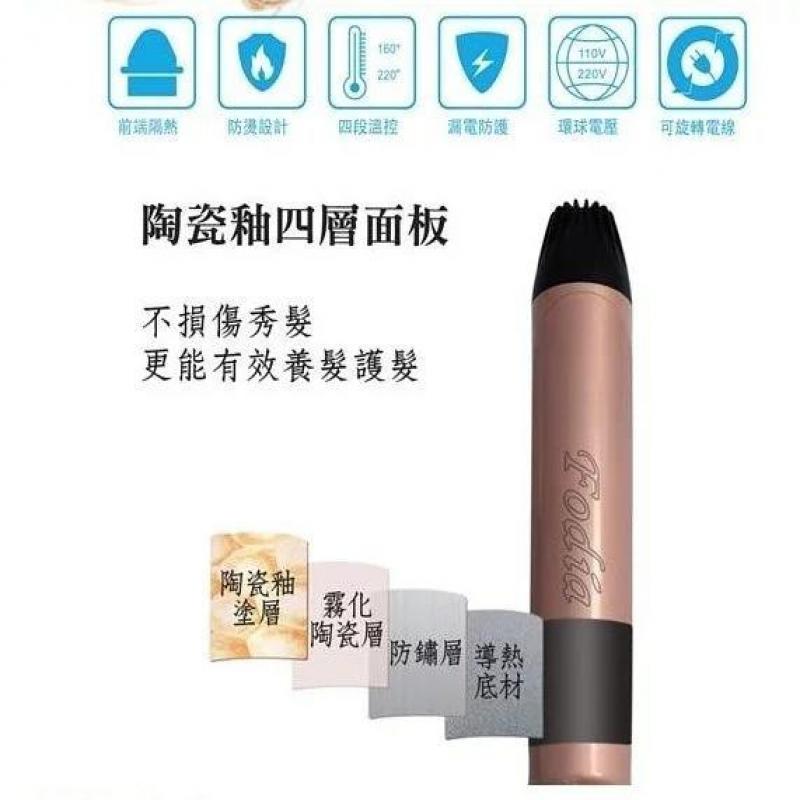 160°
220°
110V
220V
前端隔熱
防燙設計
四段溫控
漏電防護
環球電壓
可旋轉電線
陶瓷釉四層面板
不損傷秀髮
更能有效養髮護髮
Fodia
陶瓷釉
塗層
霧化
陶瓷層
防鏽層
導熱
底材